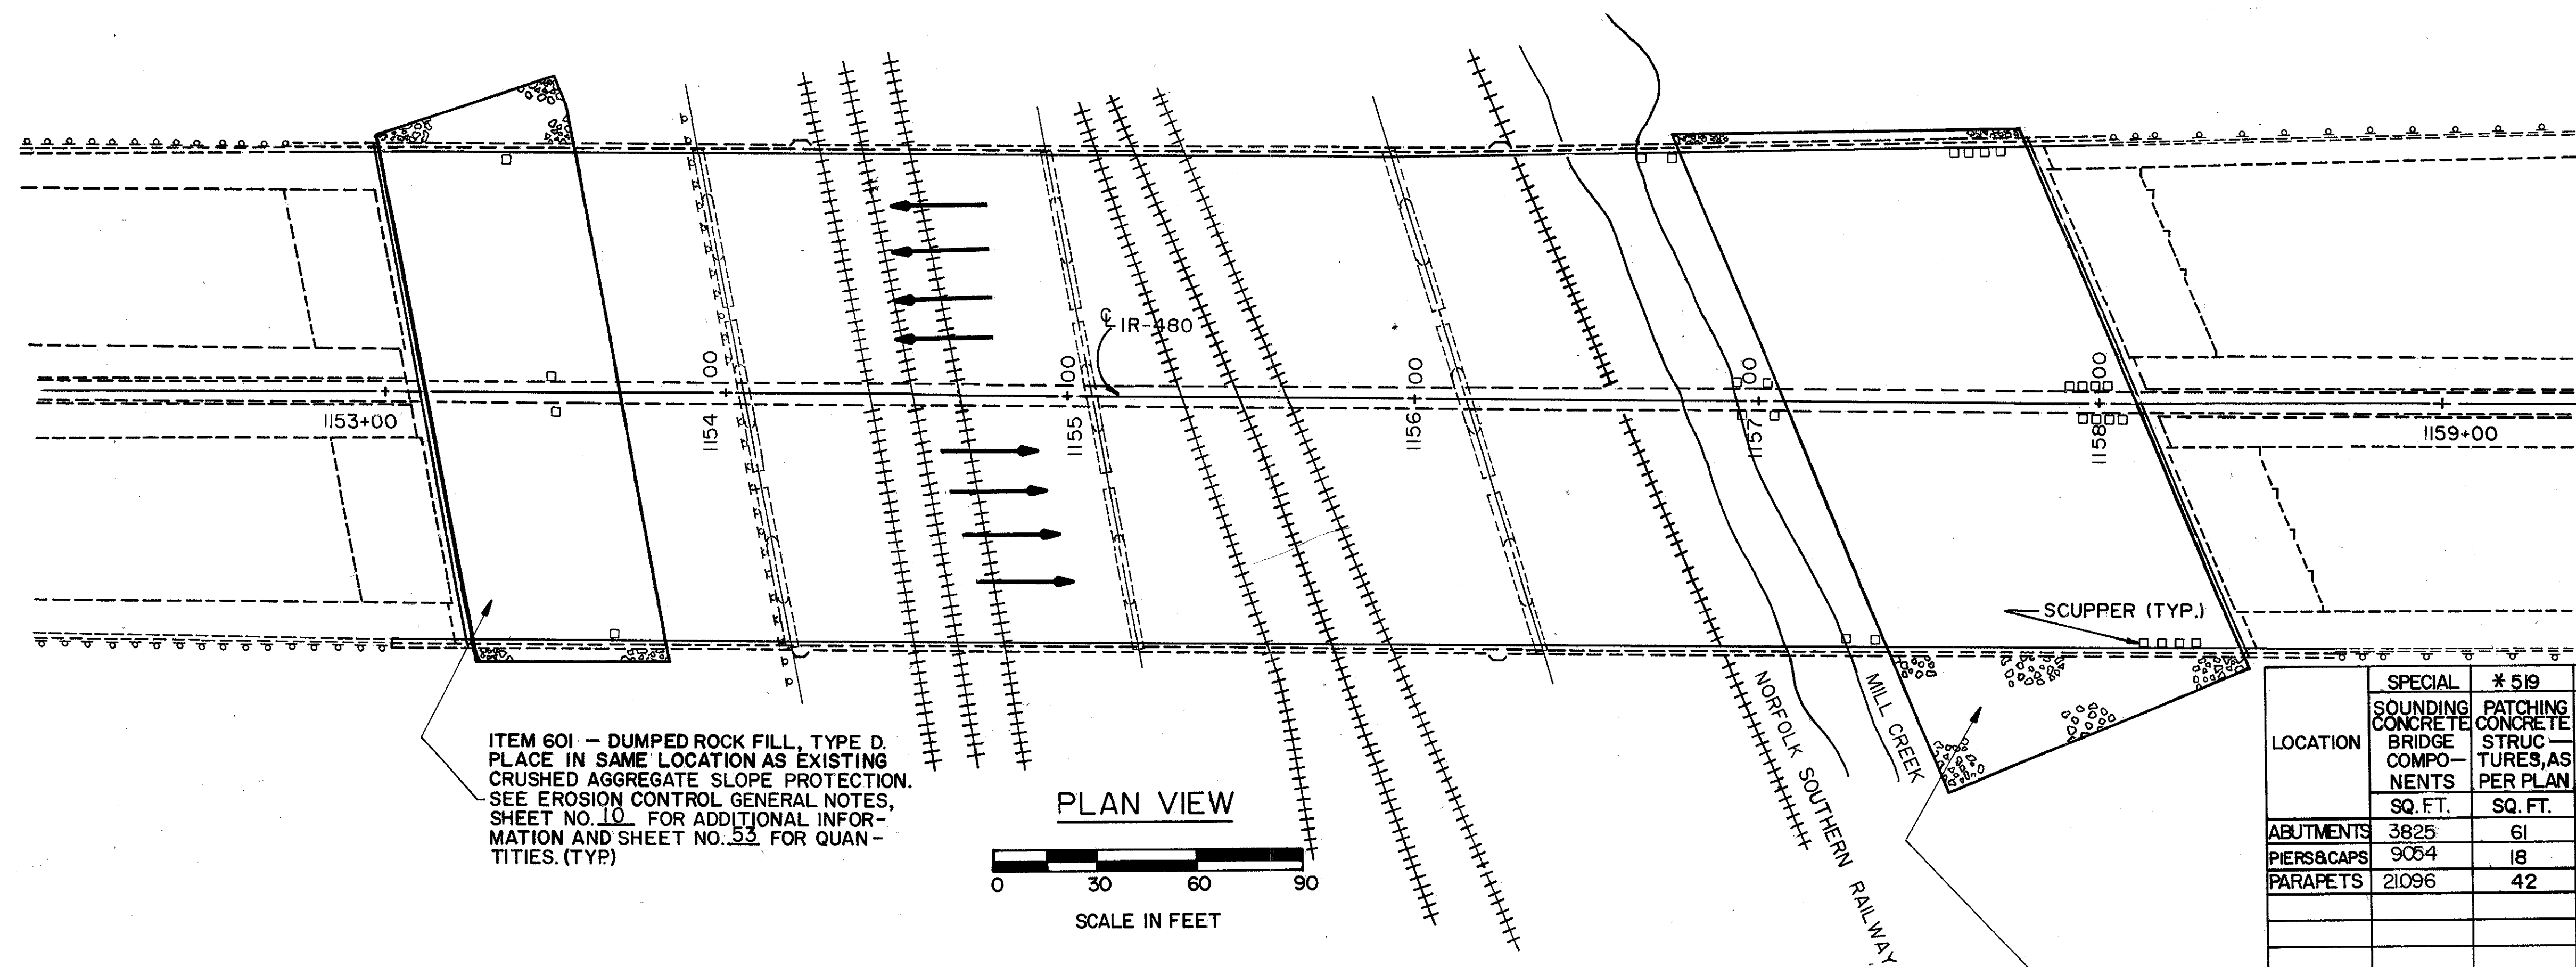 ℄ IR-480
1153+00
1154 00
1155 00
1156 00
1157 00
1158 00
1159+00
SCUPPER (TYP.)
NORFOLK SOUTHERN RAILWAY
MILL CREEK
ITEM 601 — DUMPED ROCK FILL, TYPE D.
PLACE IN SAME LOCATION AS EXISTING
CRUSHED AGGREGATE SLOPE PROTECTION.
SEE EROSION CONTROL GENERAL NOTES,
SHEET NO. 10 FOR ADDITIONAL INFOR-
MATION AND SHEET NO. 53 FOR QUAN-
TITIES. (TYP.)
PLAN VIEW
0 30 60 90
SCALE IN FEET
LOCATION
SPECIAL
SOUNDING
CONCRETE
BRIDGE
COMPO-
NENTS
SQ. FT.
* 519
PATCHING
CONCRETE
STRUC-
TURES, AS
PER PLAN
SQ. FT.
ABUTMENTS 3825 61
PIERS&CAPS 9054 18
PARAPETS 21096 42